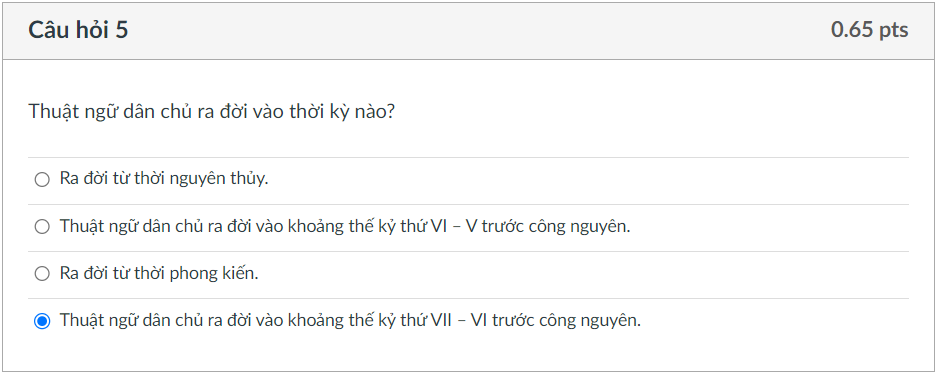 Câu hỏi 5
0.65 pts
Thuật ngữ dân chủ ra đời vào thời kỳ nào?
Ra đời từ thời nguyên thủy.
Thuật ngữ dân chủ ra đời vào khoảng thế kỷ thứ VI – V trước công nguyên.
Ra đời từ thời phong kiến.
Thuật ngữ dân chủ ra đời vào khoảng thế kỷ thứ VII – VI trước công nguyên.